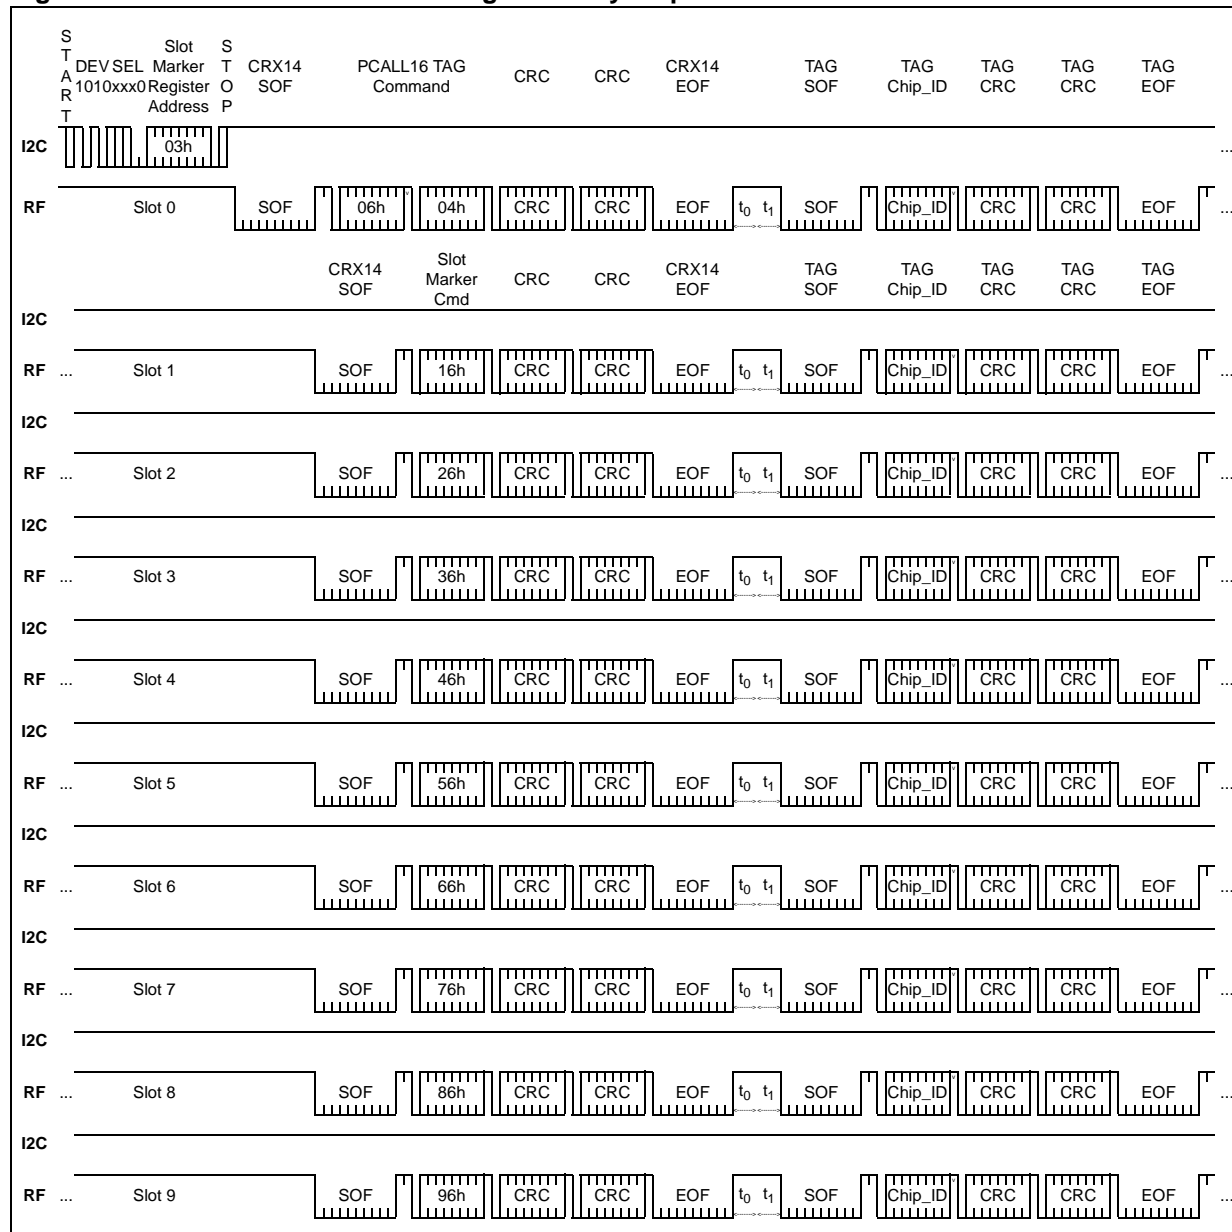 S T A R T
DEV SEL 1010xxx0
Slot Marker Register Address
S T O P
CRX14 SOF
PCALL16 TAG Command
CRC
CRC
CRX14 EOF
TAG SOF
TAG Chip_ID
TAG CRC
TAG CRC
TAG EOF
I2C 03h ...
RF Slot 0 SOF 06h 04h CRC CRC EOF t0 t1 SOF Chip_ID CRC CRC EOF ...
CRX14 SOF
Slot Marker Cmd
CRC
CRC
CRX14 EOF
TAG SOF
TAG Chip_ID
TAG CRC
TAG CRC
TAG EOF
I2C
RF ... Slot 1 SOF 16h CRC CRC EOF t0 t1 SOF Chip_ID CRC CRC EOF ...
I2C
RF ... Slot 2 SOF 26h CRC CRC EOF t0 t1 SOF Chip_ID CRC CRC EOF ...
I2C
RF ... Slot 3 SOF 36h CRC CRC EOF t0 t1 SOF Chip_ID CRC CRC EOF ...
I2C
RF ... Slot 4 SOF 46h CRC CRC EOF t0 t1 SOF Chip_ID CRC CRC EOF ...
I2C
RF ... Slot 5 SOF 56h CRC CRC EOF t0 t1 SOF Chip_ID CRC CRC EOF ...
I2C
RF ... Slot 6 SOF 66h CRC CRC EOF t0 t1 SOF Chip_ID CRC CRC EOF ...
I2C
RF ... Slot 7 SOF 76h CRC CRC EOF t0 t1 SOF Chip_ID CRC CRC EOF ...
I2C
RF ... Slot 8 SOF 86h CRC CRC EOF t0 t1 SOF Chip_ID CRC CRC EOF ...
I2C
RF ... Slot 9 SOF 96h CRC CRC EOF t0 t1 SOF Chip_ID CRC CRC EOF ...